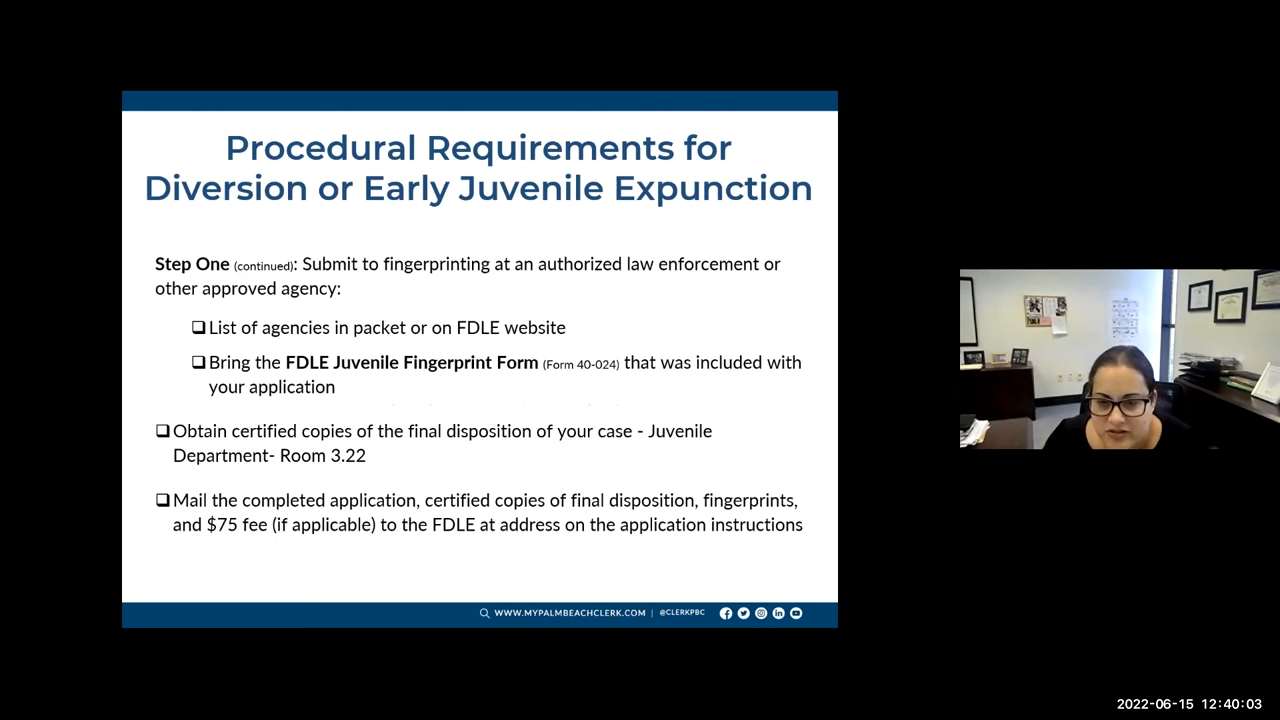 Procedural Requirements for
Diversion or Early Juvenile Expunction
Step One (continued): Submit to fingerprinting at an authorized law enforcement or
other approved agency:
❑ List of agencies in packet or on FDLE website
❑ Bring the FDLE Juvenile Fingerprint Form (Form 40-024) that was included with
your application
❑ Obtain certified copies of the final disposition of your case - Juvenile
Department- Room 3.22
❑ Mail the completed application, certified copies of final disposition, fingerprints,
and $75 fee (if applicable) to the FDLE at address on the application instructions
WWW.MYPALMBEACHCLERK.COM | @CLERKPBC
2022-06-15 12:40:03